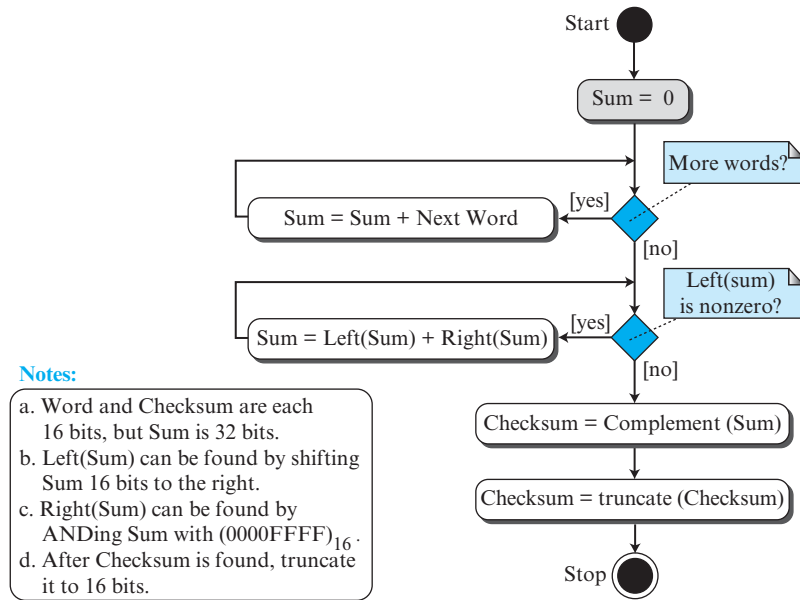 Start
Sum = 0
More words?
[yes]
Sum = Sum + Next Word
[no]
Left(sum)
is nonzero?
[yes]
Sum = Left(Sum) + Right(Sum)
[no]
Notes:
a. Word and Checksum are each
16 bits, but Sum is 32 bits.
b. Left(Sum) can be found by shifting
Sum 16 bits to the right.
c. Right(Sum) can be found by
ANDing Sum with (0000FFFF)16 .
d. After Checksum is found, truncate
it to 16 bits.
Checksum = Complement (Sum)
Checksum = truncate (Checksum)
Stop